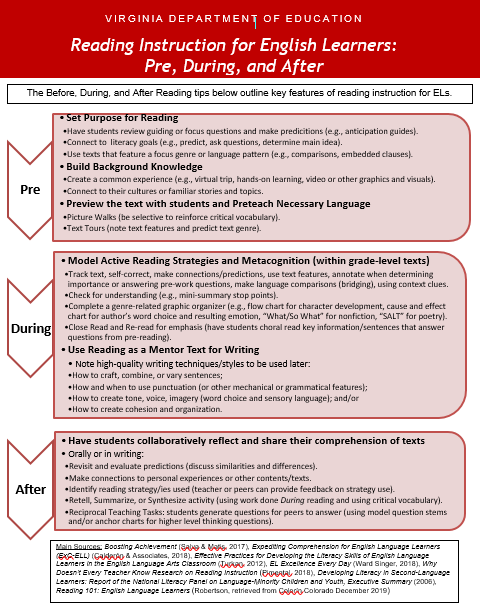 VIRGINIA DEPARTMENT OF EDUCATION
Reading Instruction for English Learners:
Pre, During, and After
The Before, During, and After Reading tips below outline key features of reading instruction for ELs.
Pre
• Set Purpose for Reading
•Have students review guiding or focus questions and make predicitions (e.g., anticipation guides).
•Connect to literacy goals (e.g., predict, ask questions, determine main idea).
•Use texts that feature a focus genre or language pattern (e.g., comparisons, embedded clauses).
• Build Background Knowledge
•Create a common experience (e.g., virtual trip, hands-on learning, video or other graphics and visuals).
•Connect to their cultures or familiar stories and topics.
• Preview the text with students and Preteach Necessary Language
•Picture Walks (be selective to reinforce critical vocabulary).
•Text Tours (note text features and predict text genre).
During
• Model Active Reading Strategies and Metacognition (within grade-level texts)
•Track text, self-correct, make connections/predictions, use text features, annotate when determining
importance or answering pre-work questions, make language comparisons (bridging), using context clues.
•Check for understanding (e.g., mini-summary stop points).
•Complete a genre-related graphic organizer (e.g., flow chart for character development, cause and effect
chart for author's word choice and resulting emotion, "What/So What" for nonfiction, "SALT" for poetry).
•Close Read and Re-read for emphasis (have students choral read key information/sentences that answer
questions from pre-reading).
• Use Reading as a Mentor Text for Writing
• Note high-quality writing techniques/styles to be used later:
•How to craft, combine, or vary sentences;
•How and when to use punctuation (or other mechanical or grammatical features);
•How to create tone, voice, imagery (word choice and sensory language); and/or
•How to create cohesion and organization.
After
• Have students collaboratively reflect and share their comprehension of texts
• Orally or in writing:
•Revisit and evaluate predictions (discuss similarities and differences).
•Make connections to personal experiences or other contents/texts.
•Identify reading strategy/ies used (teacher or peers can provide feedback on strategy use).
•Retell, Summarize, or Synthesize activity (using work done During reading and using critical vocabulary).
•Reciprocal Teaching Tasks: students generate questions for peers to answer (using model question stems
and/or anchor charts for higher level thinking questions).
Main Sources: Boosting Achievement 2017), Expediting Comprehension for English Language Learners
(ExC-ELL) (Calderón & Associates, 2018), Effective Practices for Developing the Literacy Skills of English Language
Learners in the English Language Arts Classroom 2012), EL Excellence Every Day (Ward Singer, 2018), Why
Doesn't Every Teacher Know Research on Reading Instruction 2018), Developing Literacy in Second-Language
Learners: Report of the National Literacy Panel on Language-Minority Children and Youth, Executive Summary (2006),
Reading 101: English Language Learners (Robertson, retrieved from Colorín Colorado December 2019)